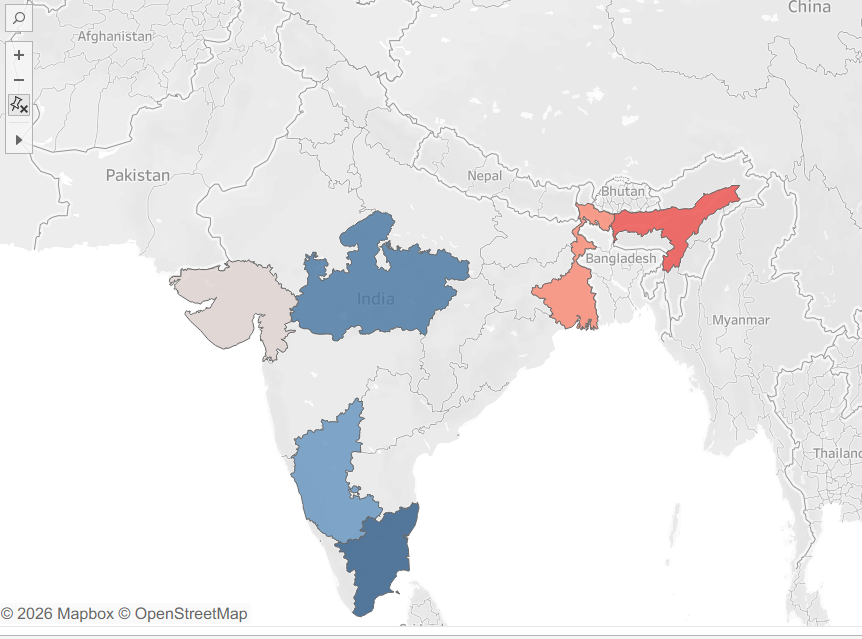 China
Afghanistan
Pakistan
Nepal
Bhutan
Bangladesh
India
Myanmar
Thailand
© 2026 Mapbox © OpenStreetMap